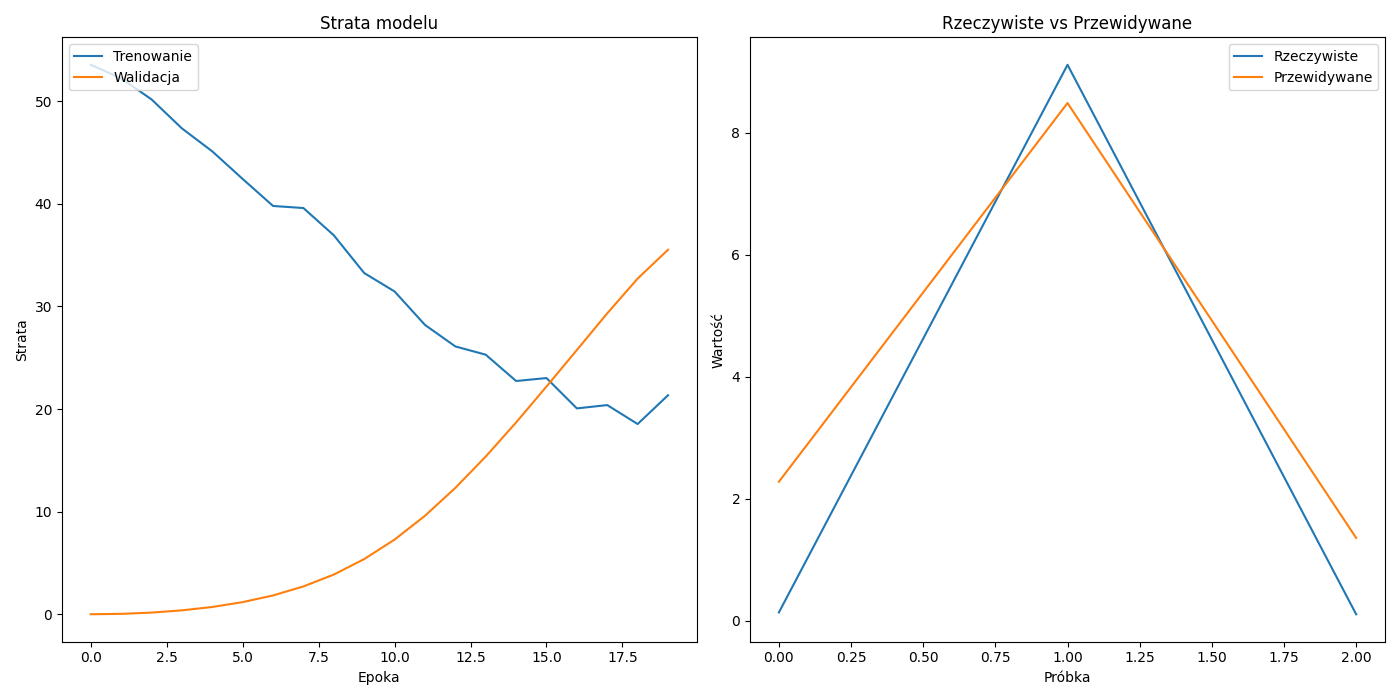 Strata modelu
Trenowanie
Walidacja
50
40
30
20
10
0
Strata
0.0 2.5 5.0 7.5 10.0 12.5 15.0 17.5
Epoka
Rzeczywiste vs Przewidywane
Rzeczywiste
Przewidywane
8
6
4
2
0
Wartość
0.00 0.25 0.50 0.75 1.00 1.25 1.50 1.75 2.00
Próbka